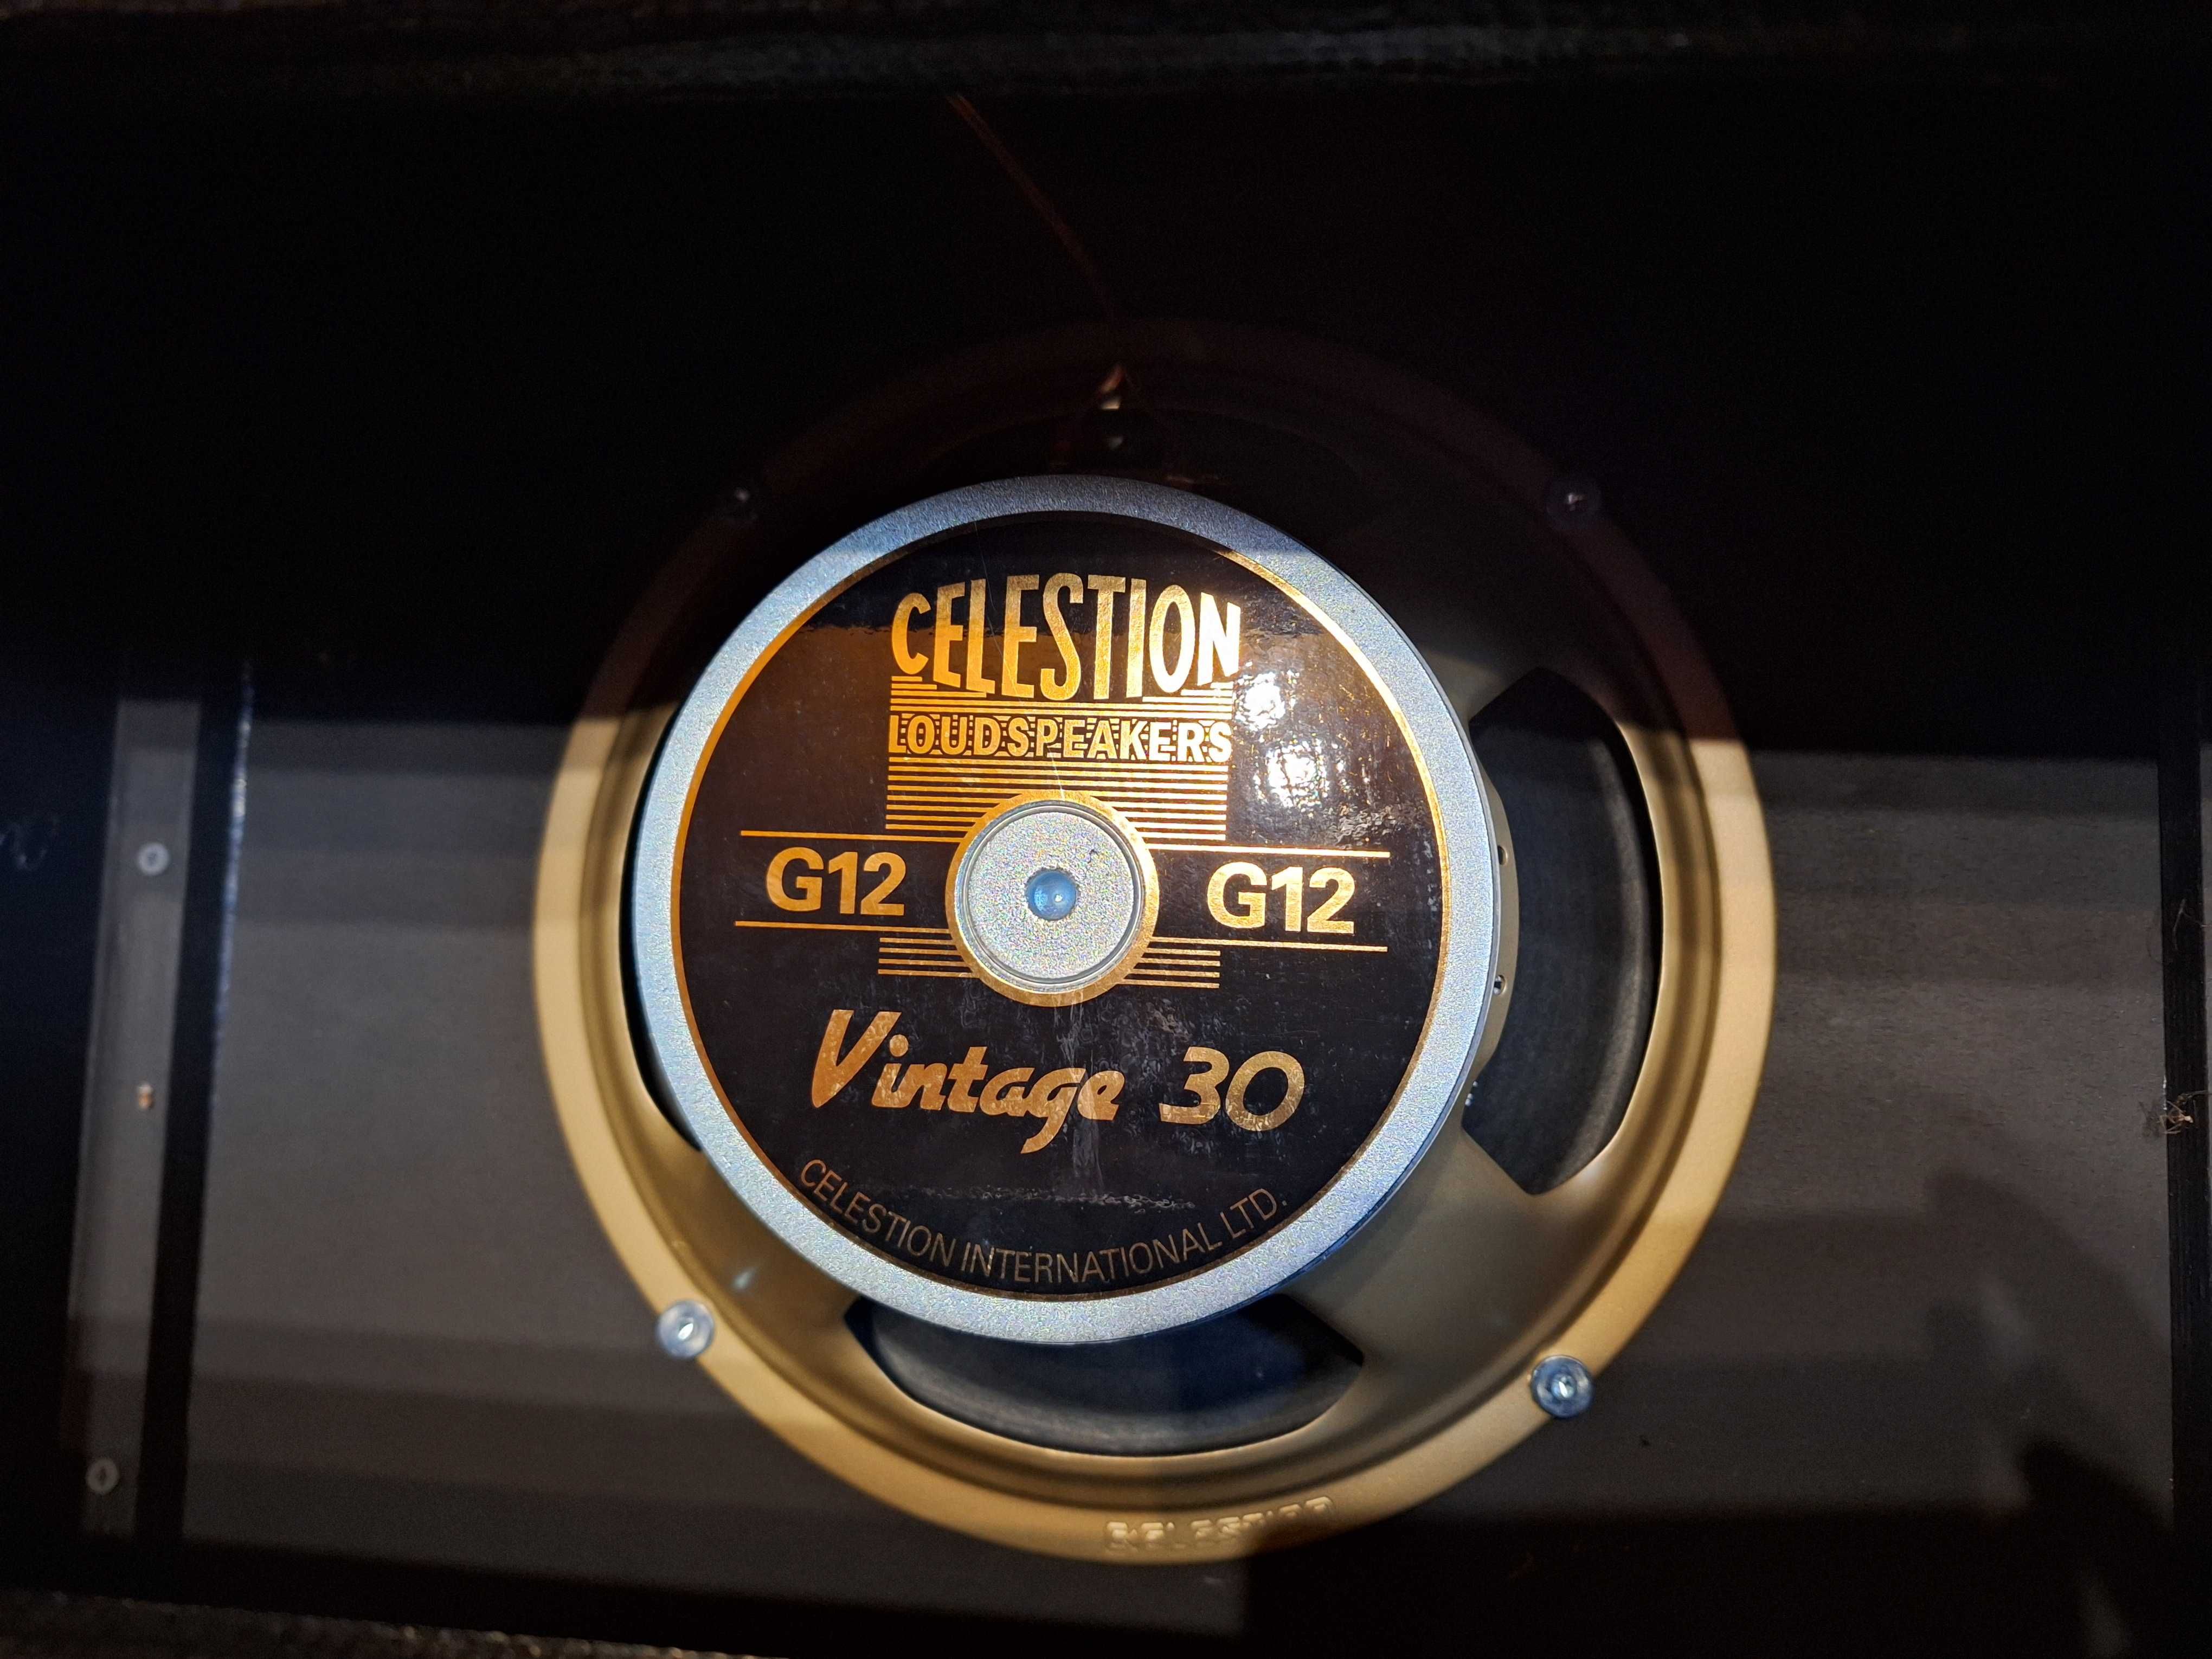 CELESTION
LOUDSPEAKERS
G12 G12
Vintage 30
CELESTION INTERNATIONAL LTD.
CELESTION